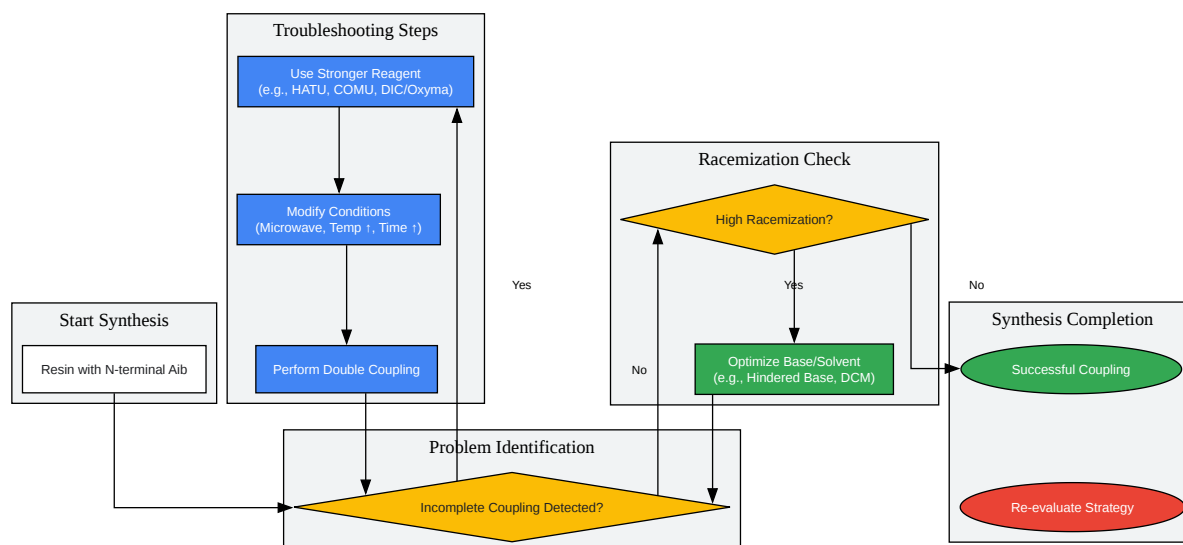 Troubleshooting Steps
Use Stronger Reagent
(e.g., HATU, COMU, DIC/Oxyma)
Modify Conditions
(Microwave, Temp ↑, Time ↑)
Perform Double Coupling
Start Synthesis
Resin with N-terminal Aib
Yes
Racemization Check
High Racemization?
Yes
No
Optimize Base/Solvent
(e.g., Hindered Base, DCM)
No
Synthesis Completion
Successful Coupling
Re-evaluate Strategy
Problem Identification
Incomplete Coupling Detected?